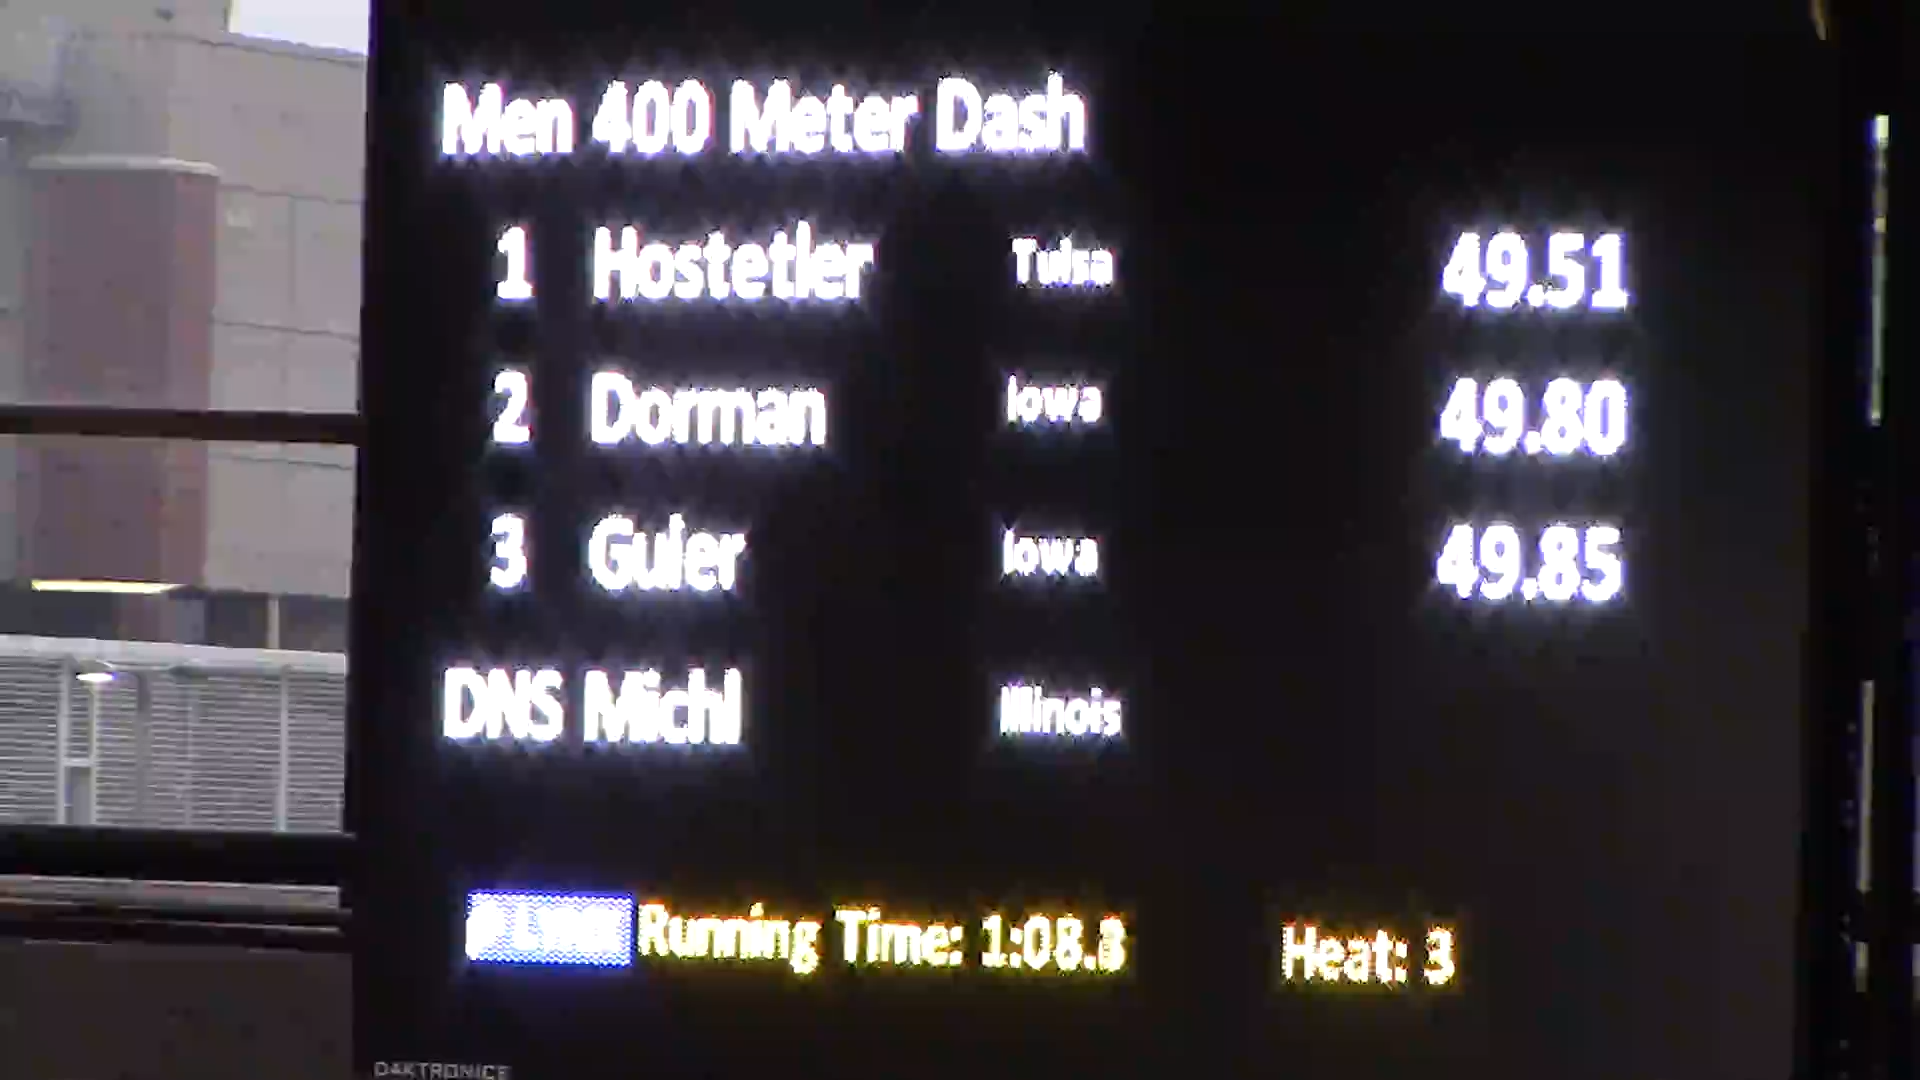 Men 400 Meter Dash
1 Hostetler Tulsa 49.51
2 Dorman Iowa 49.80
3 Guler Iowa 49.85
DNS Michl Illinois
Running Time: 1:08.3 Heat: 3
DAKTRONICS